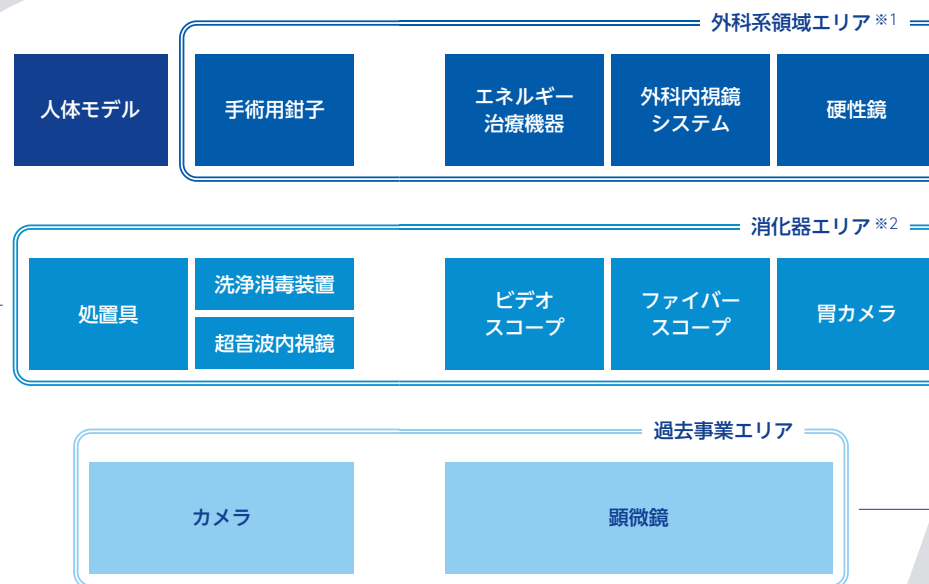 外科系領域エリア※1
人体モデル
手術用鉗子
エネルギー
治療機器
外科内視鏡
システム
硬性鏡
消化器エリア※2
処置具
洗浄消毒装置
超音波内視鏡
ビデオ
スコープ
ファイバー
スコープ
胃カメラ
過去事業エリア
カメラ
顕微鏡